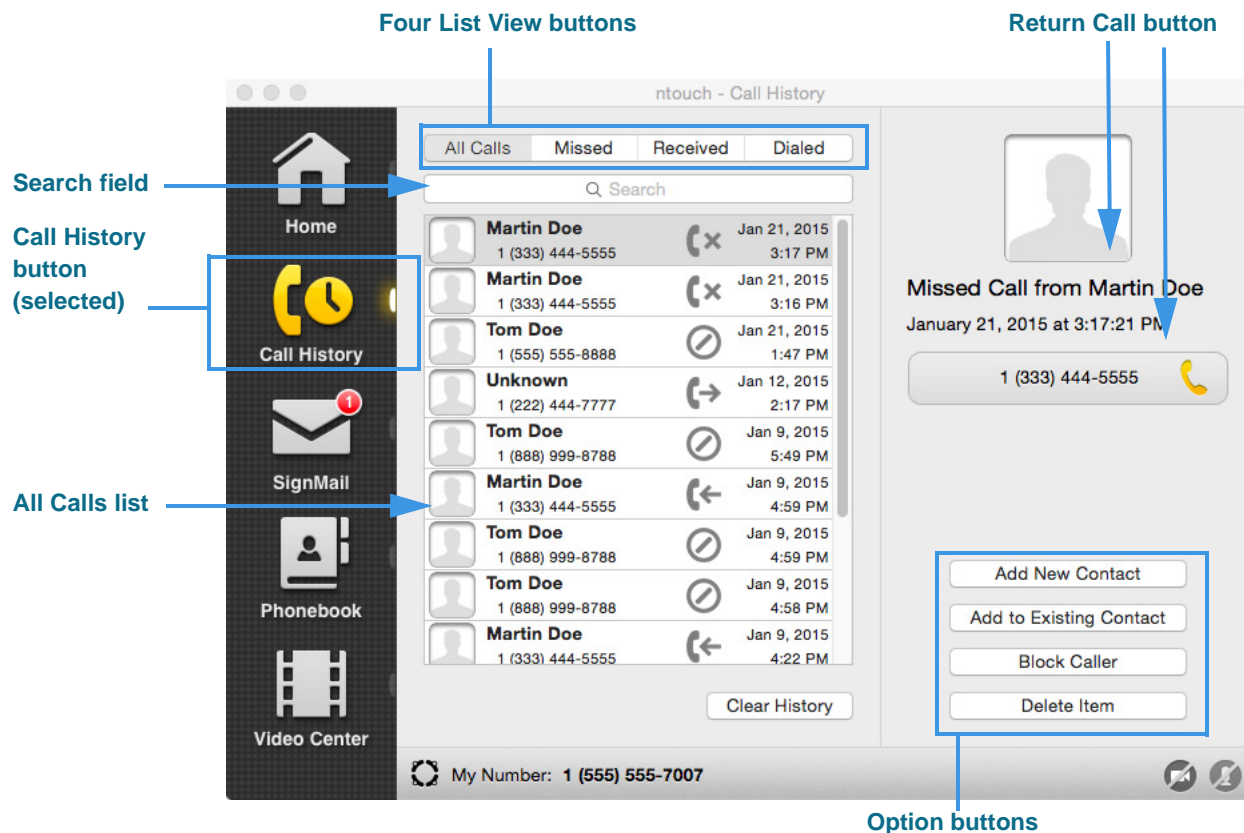 Four List View buttons
Return Call button
ntouch - Call History
All Calls Missed Received Dialed
Search field
Search
Home
Call History
button
(selected)
Call History
SignMail
1
All Calls list
Phonebook
Video Center
Martin Doe Jan 21, 2015
1 (333) 444-5555 3:17 PM
Martin Doe Jan 21, 2015
1 (333) 444-5555 3:16 PM
Tom Doe Jan 21, 2015
1 (555) 555-8888 1:47 PM
Unknown Jan 12, 2015
1 (222) 444-7777 2:17 PM
Tom Doe Jan 9, 2015
1 (888) 999-8788 5:49 PM
Martin Doe Jan 9, 2015
1 (333) 444-5555 4:59 PM
Tom Doe Jan 9, 2015
1 (888) 999-8788 4:59 PM
Tom Doe Jan 9, 2015
1 (888) 999-8788 4:58 PM
Martin Doe Jan 9, 2015
1 (333) 444-5555 4:22 PM
Clear History
Missed Call from Martin Doe
January 21, 2015 at 3:17:21 PM
1 (333) 444-5555
Add New Contact
Add to Existing Contact
Block Caller
Delete Item
My Number: 1 (555) 555-7007
Option buttons